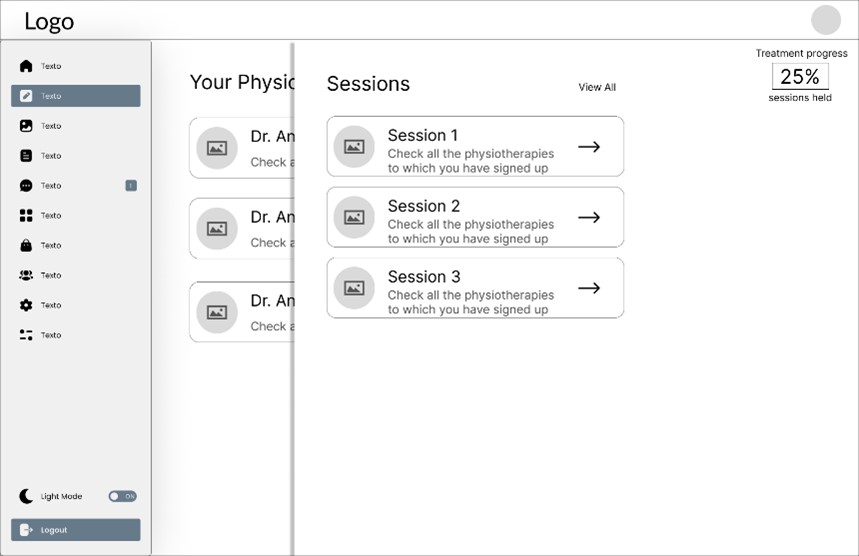 Logo
Texto
Texto
Texto
Texto
Texto
Texto
Texto
Texto
Texto
Texto
Light Mode
ON
Logout
Your Physic
Dr. An
Check a
Dr. An
Check a
Dr. An
Check a
Sessions
View All
Session 1
Check all the physiotherapies
to which you have signed up
Session 2
Check all the physiotherapies
to which you have signed up
Session 3
Check all the physiotherapies
to which you have signed up
Treatment progress
25%
sessions held